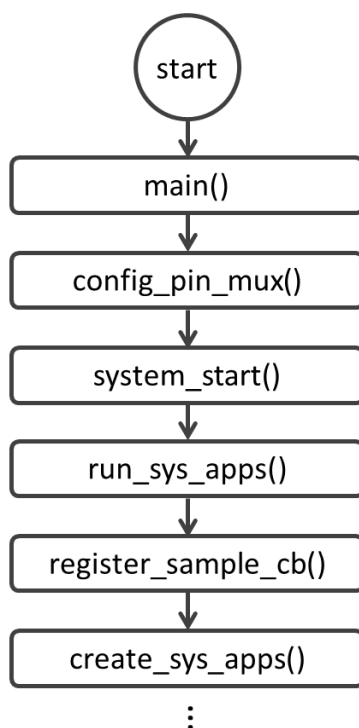 start
main()
config_pin_mux()
system_start()
run_sys_apps()
register_sample_cb()
create_sys_apps()
⋮